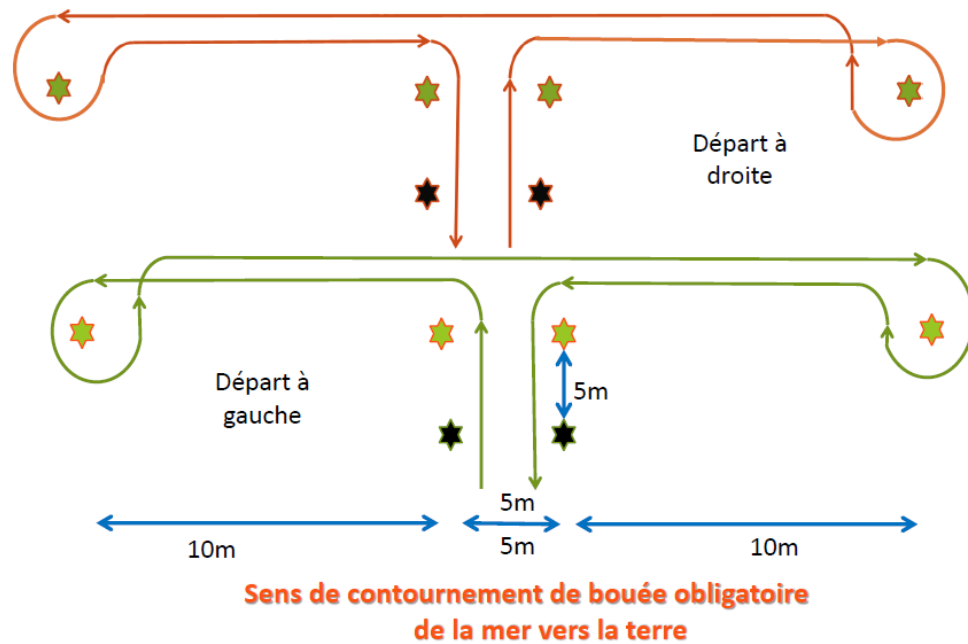 Départ à
droite
Départ à
gauche
5m
5m
10m
5m
10m
Sens de contournement de bouée obligatoire
de la mer vers la terre